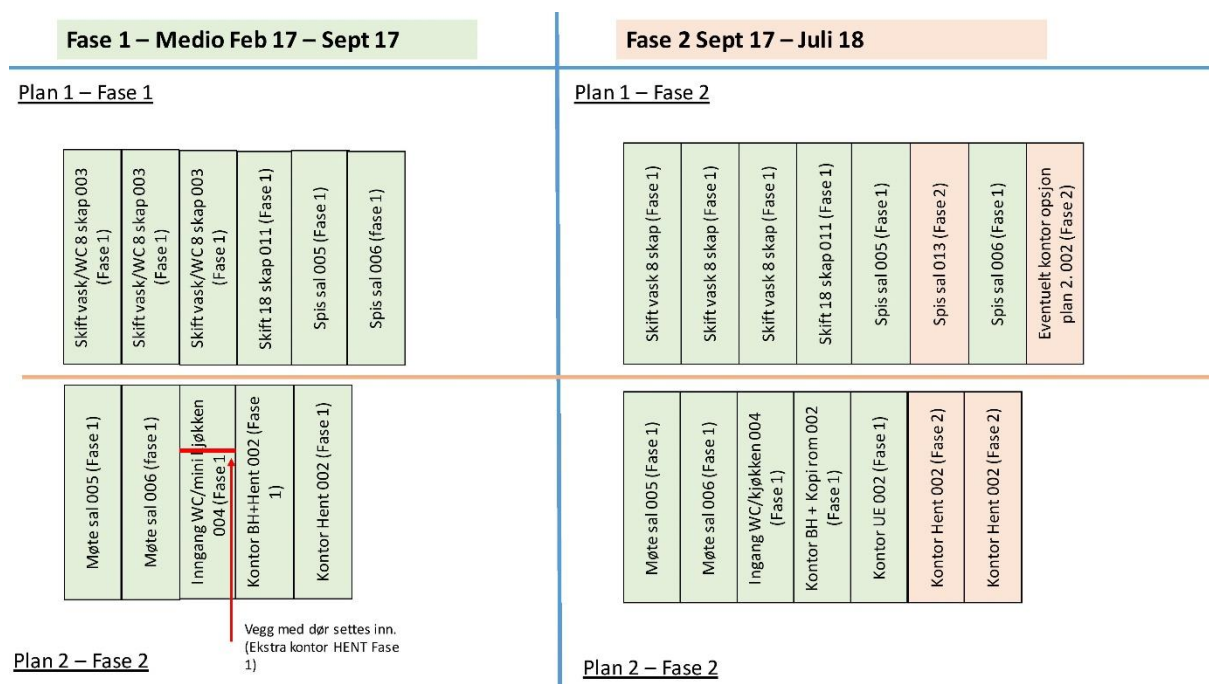 Fase 1 – Medio Feb 17 – Sept 17
Fase 2 Sept 17 – Juli 18
Plan 1 – Fase 1
Skift vask/WC 8 skap 003
(Fase 1)
Skift vask/WC 8 skap 003
(Fase 1)
Skift vask/WC 8 skap 003
(Fase 1)
Skift 18 skap 011 (Fase 1)
Spis sal 005 (Fase 1)
Spis sal 006 (fase 1)
Plan 1 – Fase 2
Skift vask 8 skap (Fase 1)
Skift vask 8 skap (Fase 1)
Skift vask 8 skap (Fase 1)
Skift 18 skap 011 (Fase 1)
Spis sal 005 (Fase 1)
Spis sal 013 (Fase 2)
Spis sal 006 (Fase 1)
Eventuelt kontor opsjon
plan 2. 002 (Fase 2)
Møte sal 005 (Fase 1)
Møte sal 006 (fase 1)
Inngang WC/mini kjøkken
004 (Fase 1
Kontor BH+Hent 002 (Fase
1)
Kontor Hent 002 (Fase 1)
Vegg med dør settes inn.
(Ekstra kontor HENT Fase
1)
Plan 2 – Fase 2
Møte sal 005 (Fase 1)
Møte sal 006 (Fase 1)
Ingang WC/kjøkken 004
(Fase 1)
Kontor BH + Kopi rom 002
(Fase 1)
Kontor UE 002 (Fase 1)
Kontor Hent 002 (Fase 2)
Kontor Hent 002 (Fase 2)
Plan 2 – Fase 2